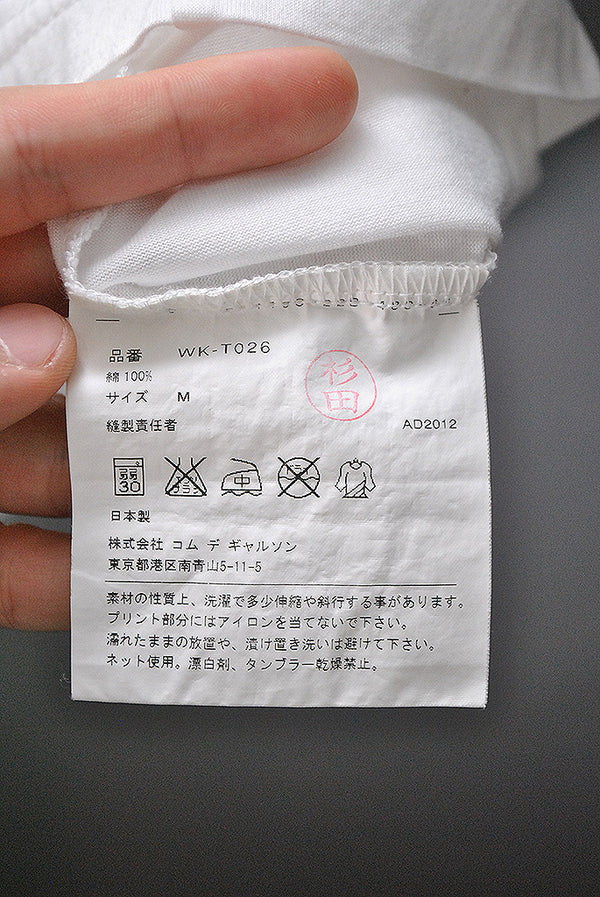 品番 WK-T026
綿 100%
サイズ M
杉田
縫製責任者 AD2012
弱 30 中
日本製
株式会社 コム デ ギャルソン
東京都港区南青山5-11-5
素材の性質上、洗濯で多少伸縮や斜行する事があります。
プリント部分にはアイロンを当てないで下さい。
濡れたままの放置や、漬け置き洗いは避けて下さい。
ネット使用。漂白剤、タンブラー乾燥禁止。